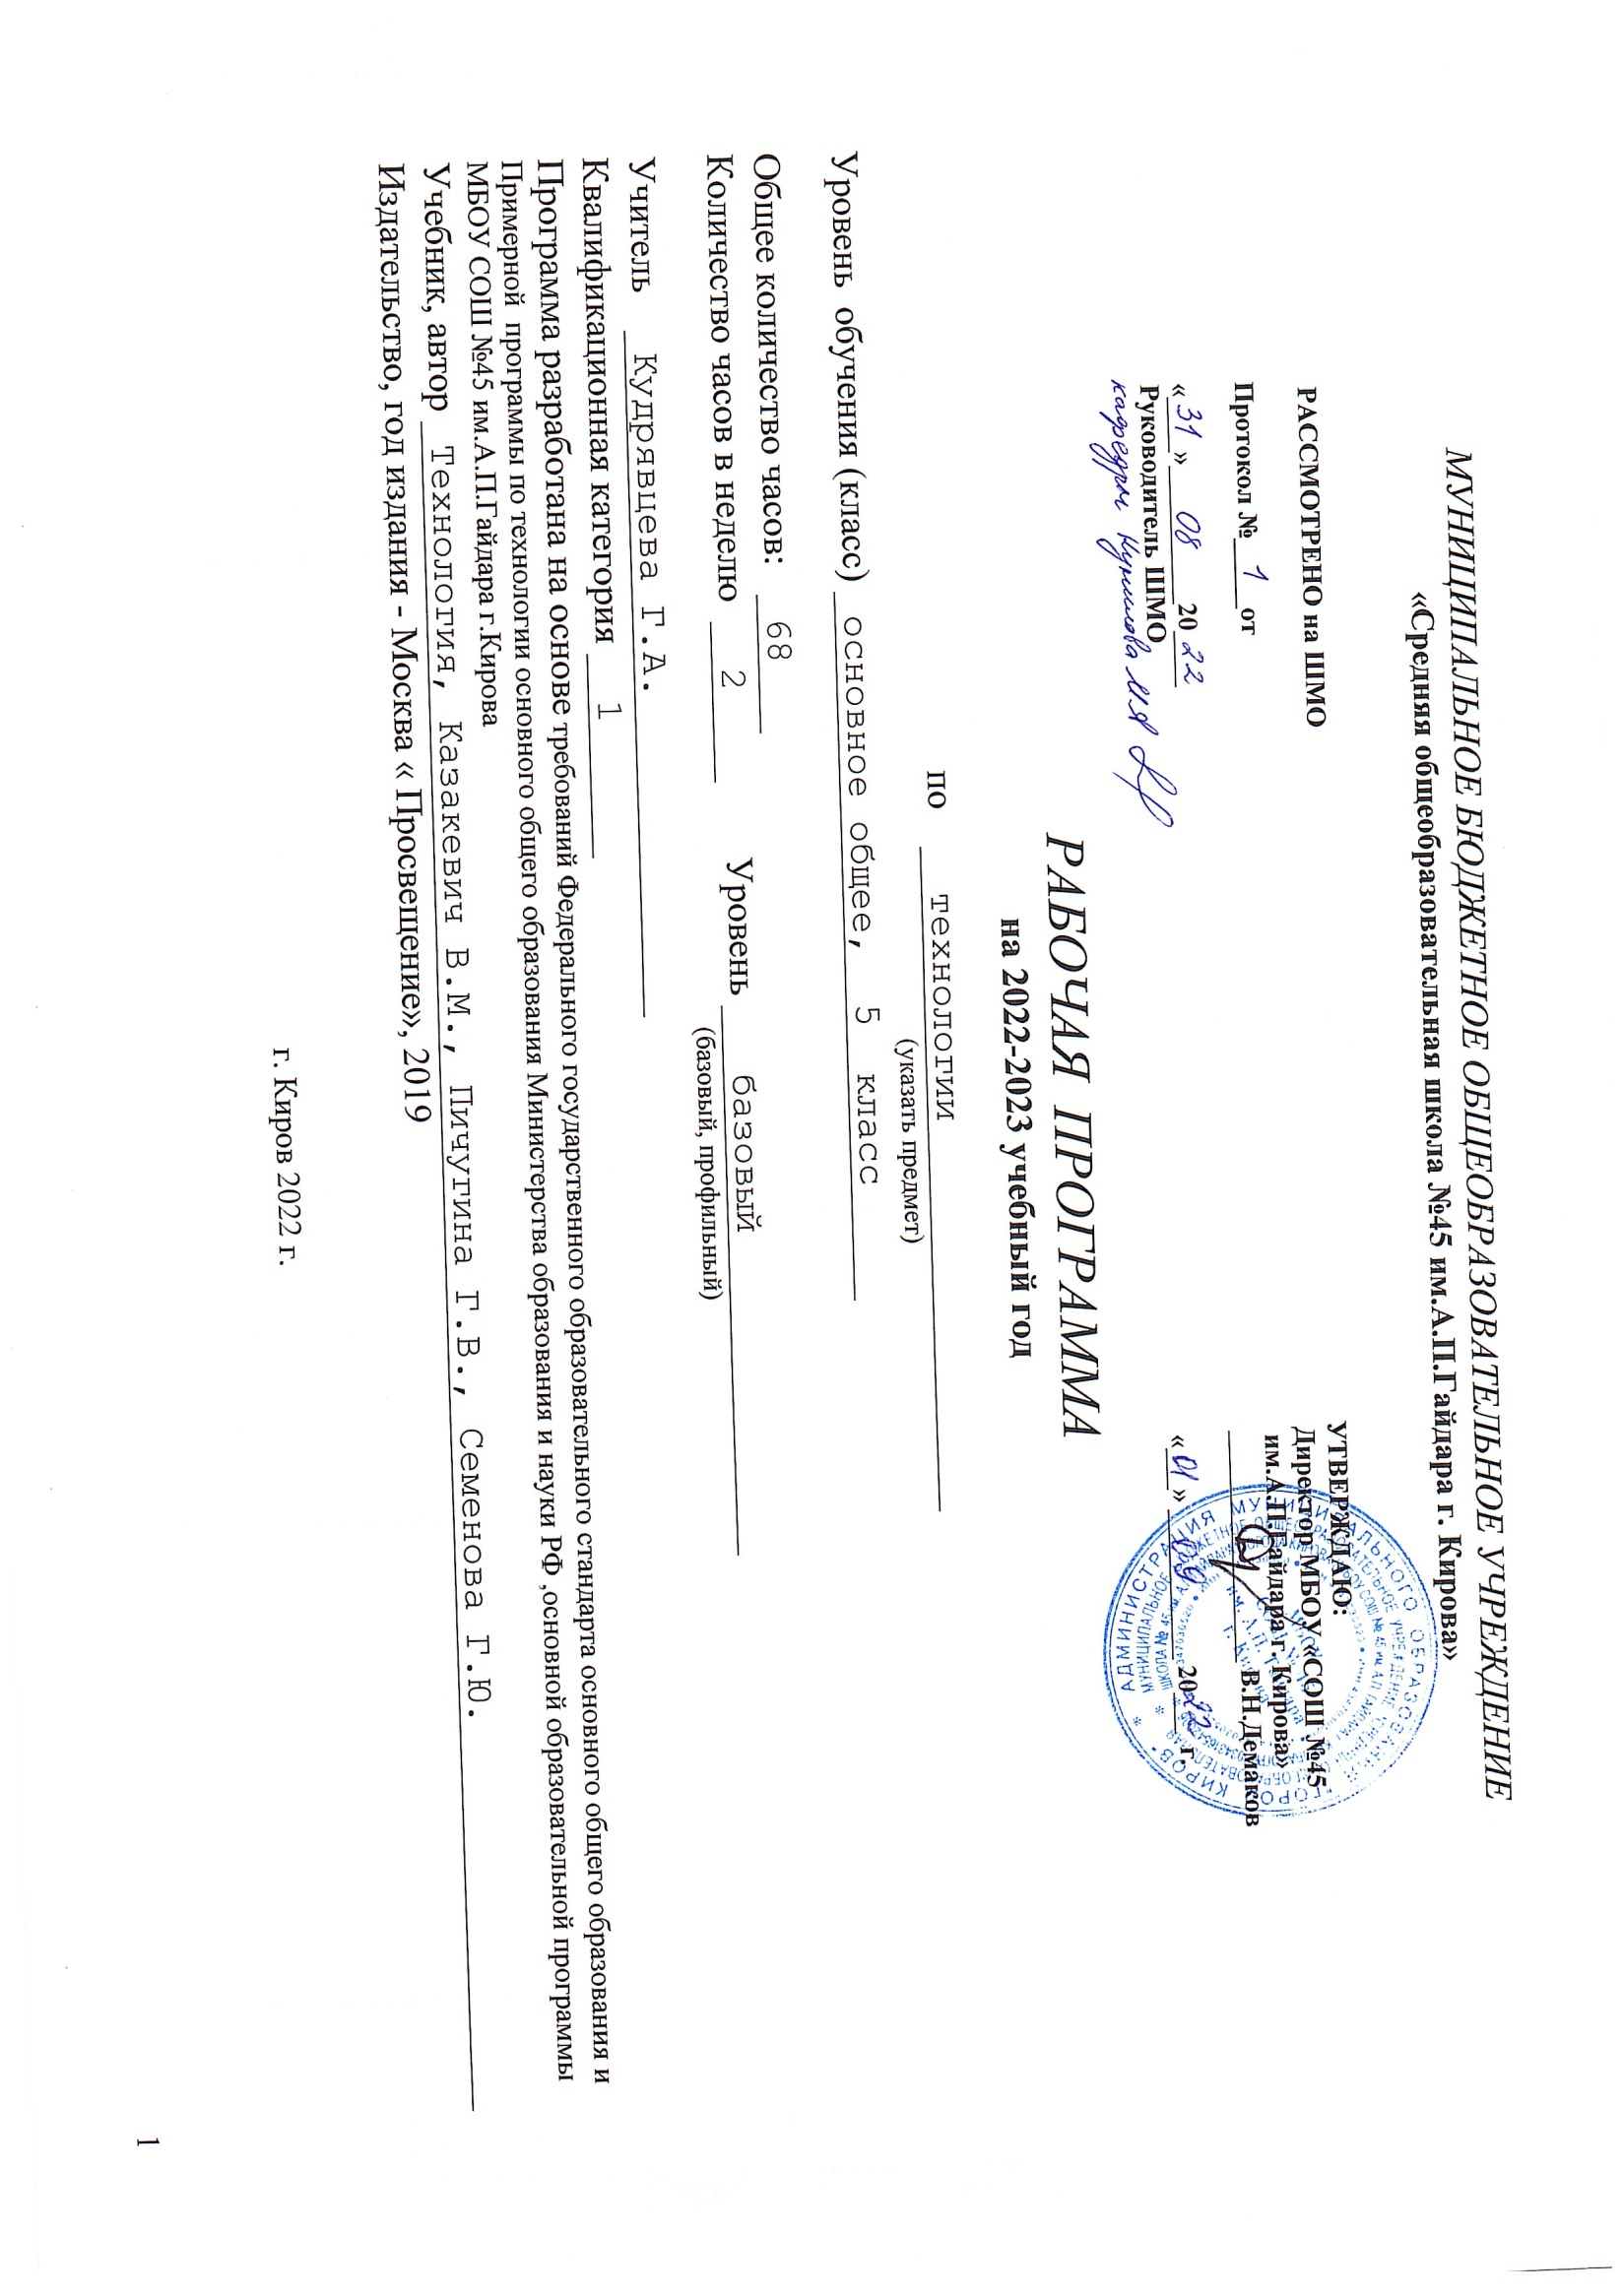 МУНИЦИПАЛЬНОЕ БЮДЖЕТНОЕ ОБЩЕОБРАЗОВАТЕЛЬНОЕ УЧРЕЖДЕНИЕ
«Средняя общеобразовательная школа №45 им.А.П.Гайдара г. Кирова»
РАССМОТРЕНО на ШМО
Протокол № 1 от
« 31 » 08 20 22
Руководитель ШМО
кафедры
УТВЕРЖДАЮ:
Директор МБОУ «СОШ №45
им.А.П.Гайдара г. Кирова»
В.Н.Демаков
« 01 » 09 20 22 г.
РАБОЧАЯ ПРОГРАММА
на 2022-2023 учебный год
по технологии
(указать предмет)
Уровень обучения (класс) основное общее, 5 класс
Общее количество часов: 68
Количество часов в неделю 2 Уровень базовый
(базовый, профильный)
Учитель Кудрявцева Г.А.
Квалификационная категория 1
Программа разработана на основе требований Федерального государственного образовательного стандарта основного общего образования и
Примерной программы по технологии основного общего образования Министерства образования и науки РФ ,основной образовательной программы
МБОУ СОШ №45 им.А.П.Гайдара г.Кирова
Учебник, автор Технология, Казакевич В.М., Пичугина Г.В., Семенова Г.Ю.
Издательство, год издания - Москва « Просвещение», 2019
г. Киров 2022 г.
1